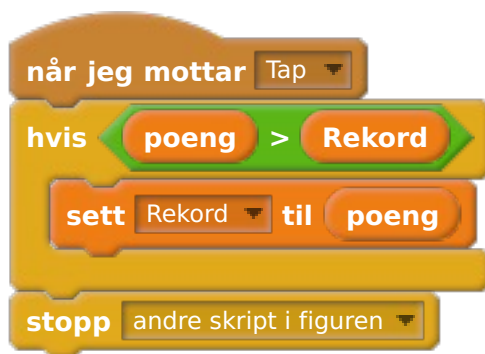 når jeg mottar Tap
hvis poeng > Rekord
sett Rekord til poeng
stopp andre skript i figuren